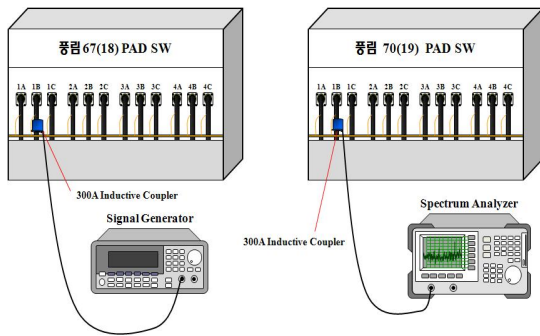 풍림 67(18) PAD SW
1A 1B 1C 2A 2B 2C 3A 3B 3C 4A 4B 4C
300A Inductive Coupler
Signal Generator
풍림 70(19) PAD SW
1A 1B 1C 2A 2B 2C 3A 3B 3C 4A 4B 4C
Spectrum Analyzer
300A Inductive Coupler